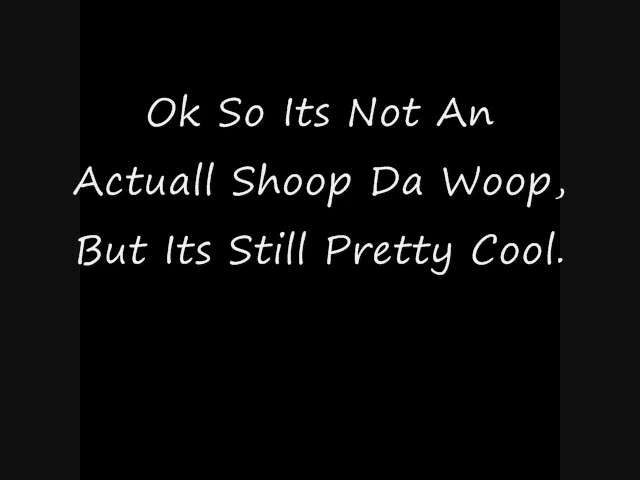 Ok So Its Not An
Actuall Shoop Da Woop,
But Its Still Pretty Cool.